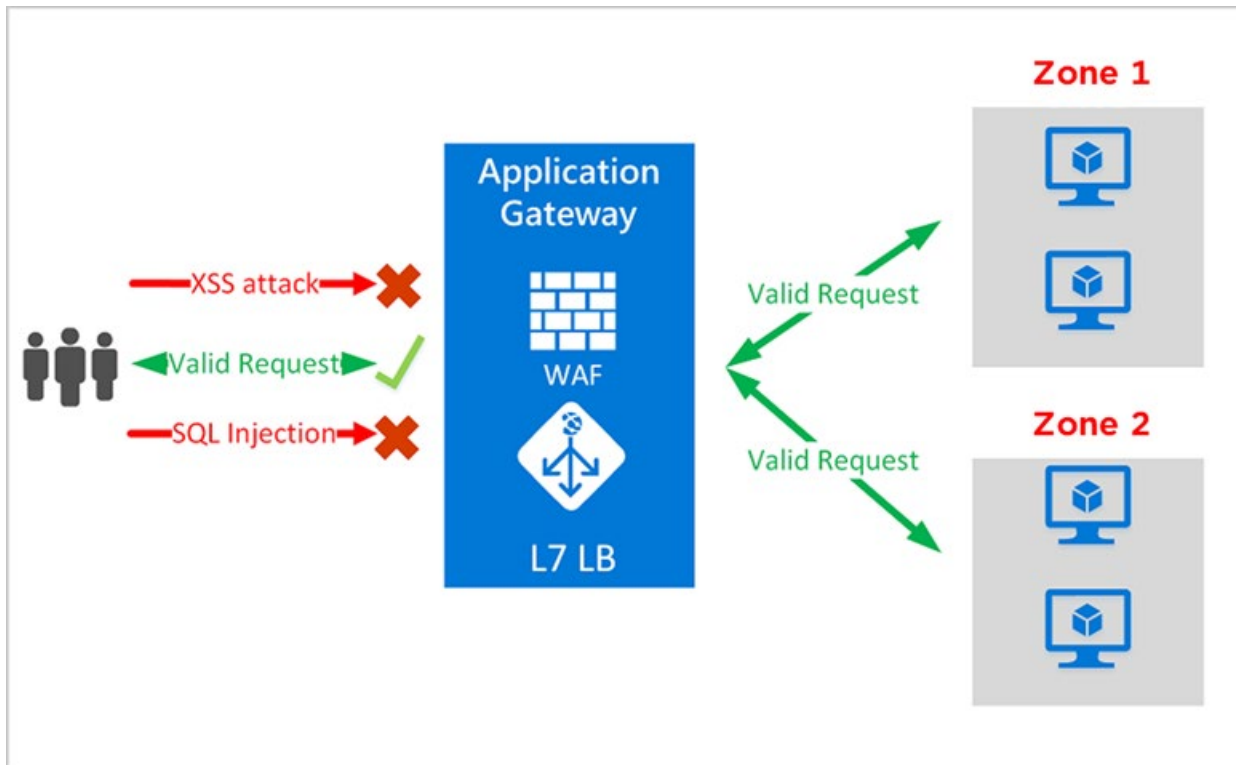 Application
Gateway
XSS attack
Valid Request
SQL Injection
WAF
L7 LB
Valid Request
Valid Request
Zone 1
Zone 2